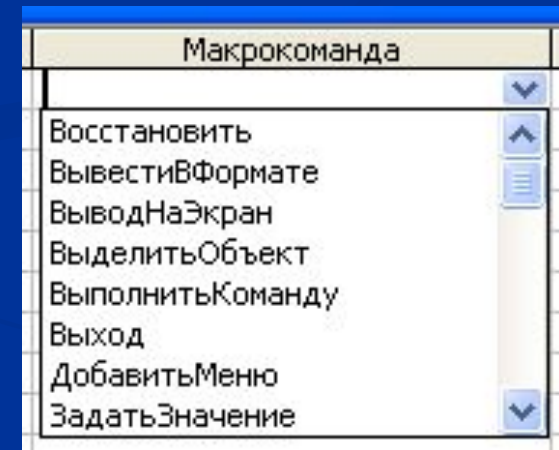 Макрокоманда
Восстановить
ВывестиВФормате
ВыводНаЭкран
ВыделитьОбъект
ВыполнитьКоманду
Выход
ДобавитьМеню
ЗадатьЗначение